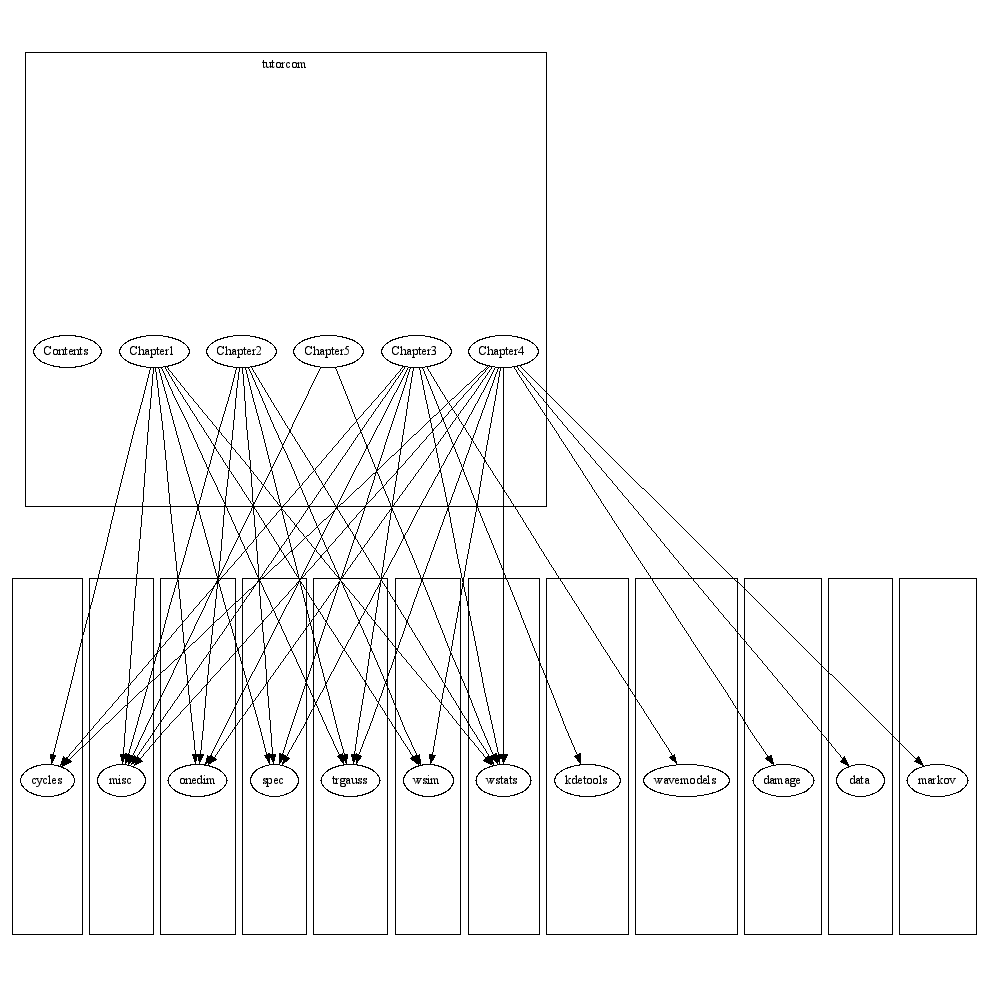 tutorcom
Contents Chapter1 Chapter2 Chapter5 Chapter3 Chapter4
cycles misc onedim spec trgauss wsim wstats kdetools wavemodels damage data markov